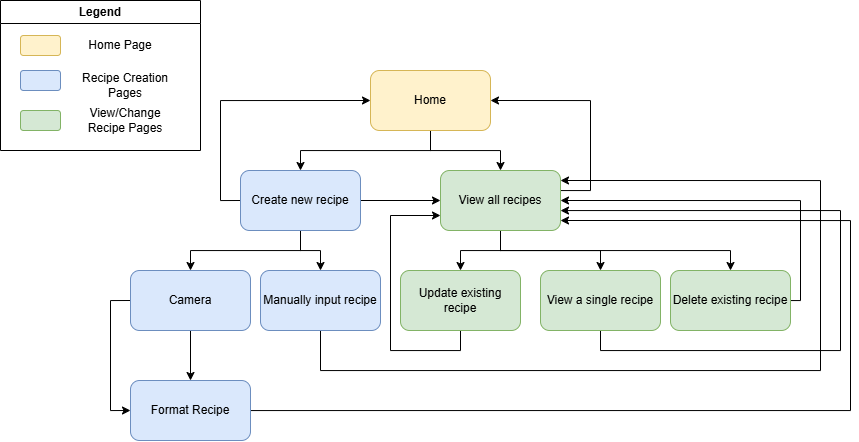 Legend
Home Page
Recipe Creation
Pages
View/Change
Recipe Pages
Home
Create new recipe
View all recipes
Camera
Manually input recipe
Update existing
recipe
View a single recipe
Delete existing recipe
Format Recipe